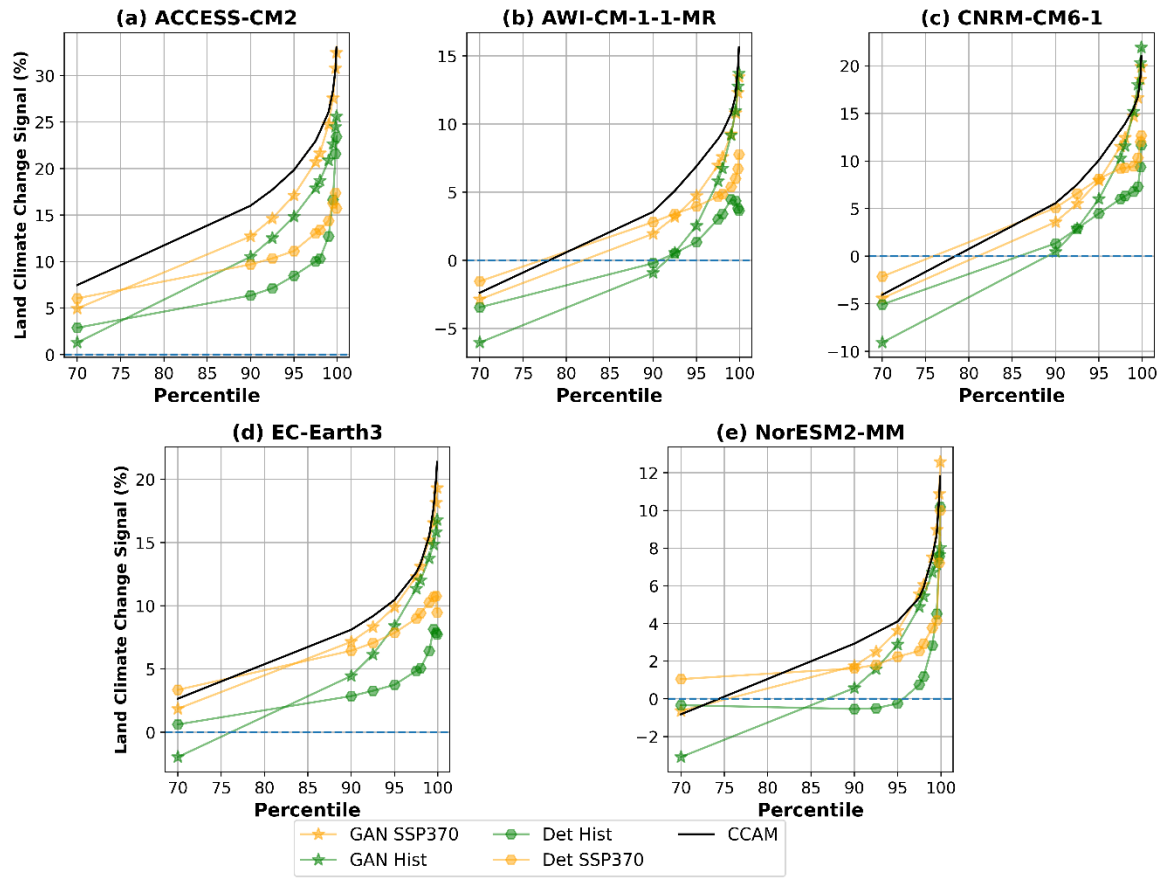 (a) ACCESS-CM2
(b) AWI-CM-1-1-MR
(c) CNRM-CM6-1
Land Climate Change Signal (%)
30
25
20
15
10
5
0
70 75 80 85 90 95 100
Percentile
15
10
5
0
−5
70 75 80 85 90 95 100
Percentile
20
15
10
5
0
−5
−10
70 75 80 85 90 95 100
Percentile
(d) EC-Earth3
(e) NorESM2-MM
Land Climate Change Signal (%)
20
15
10
5
0
70 75 80 85 90 95 100
Percentile
12
10
8
6
4
2
0
−2
70 75 80 85 90 95 100
Percentile
GAN SSP370
Det Hist
CCAM
GAN Hist
Det SSP370